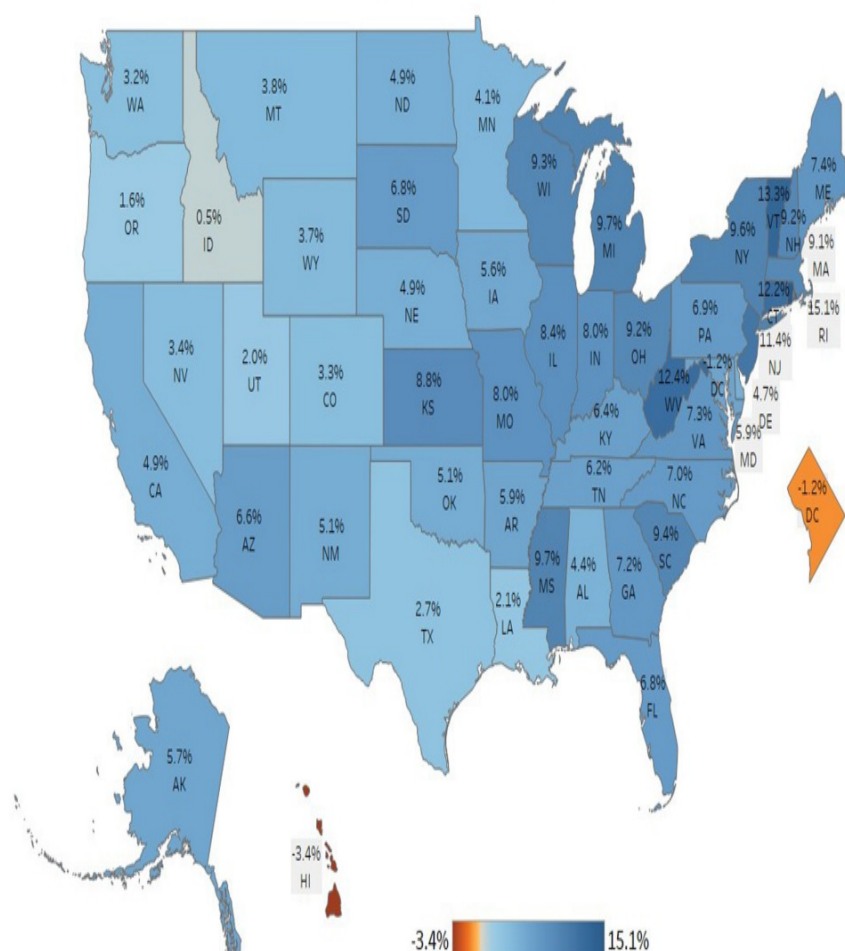 3.2%
WA
3.8%
MT
4.9%
ND
4.1%
MN
9.3%
WI
9.7%
MI
9.6%
NY
13.3%
VT
9.2%
NH
7.4%
ME
9.1%
MA
1.6%
OR
0.5%
ID
3.7%
WY
6.8%
SD
5.6%
IA
12.2%
CT
15.1%
RI
3.4%
NV
2.0%
UT
3.3%
CO
4.9%
NE
8.8%
KS
8.0%
MO
8.4%
IL
8.0%
IN
9.2%
OH
6.9%
PA
11.4%
NJ
-1.2%
DC
4.7%
DE
5.9%
MD
12.4%
WV
7.3%
VA
6.4%
KY
4.9%
CA
6.6%
AZ
5.1%
NM
5.1%
OK
5.9%
AR
6.2%
TN
7.0%
NC
-1.2%
DC
2.7%
TX
2.1%
LA
9.7%
MS
4.4%
AL
7.2%
GA
9.4%
SC
6.8%
FL
5.7%
AK
-3.4%
HI
-3.4%
15.1%